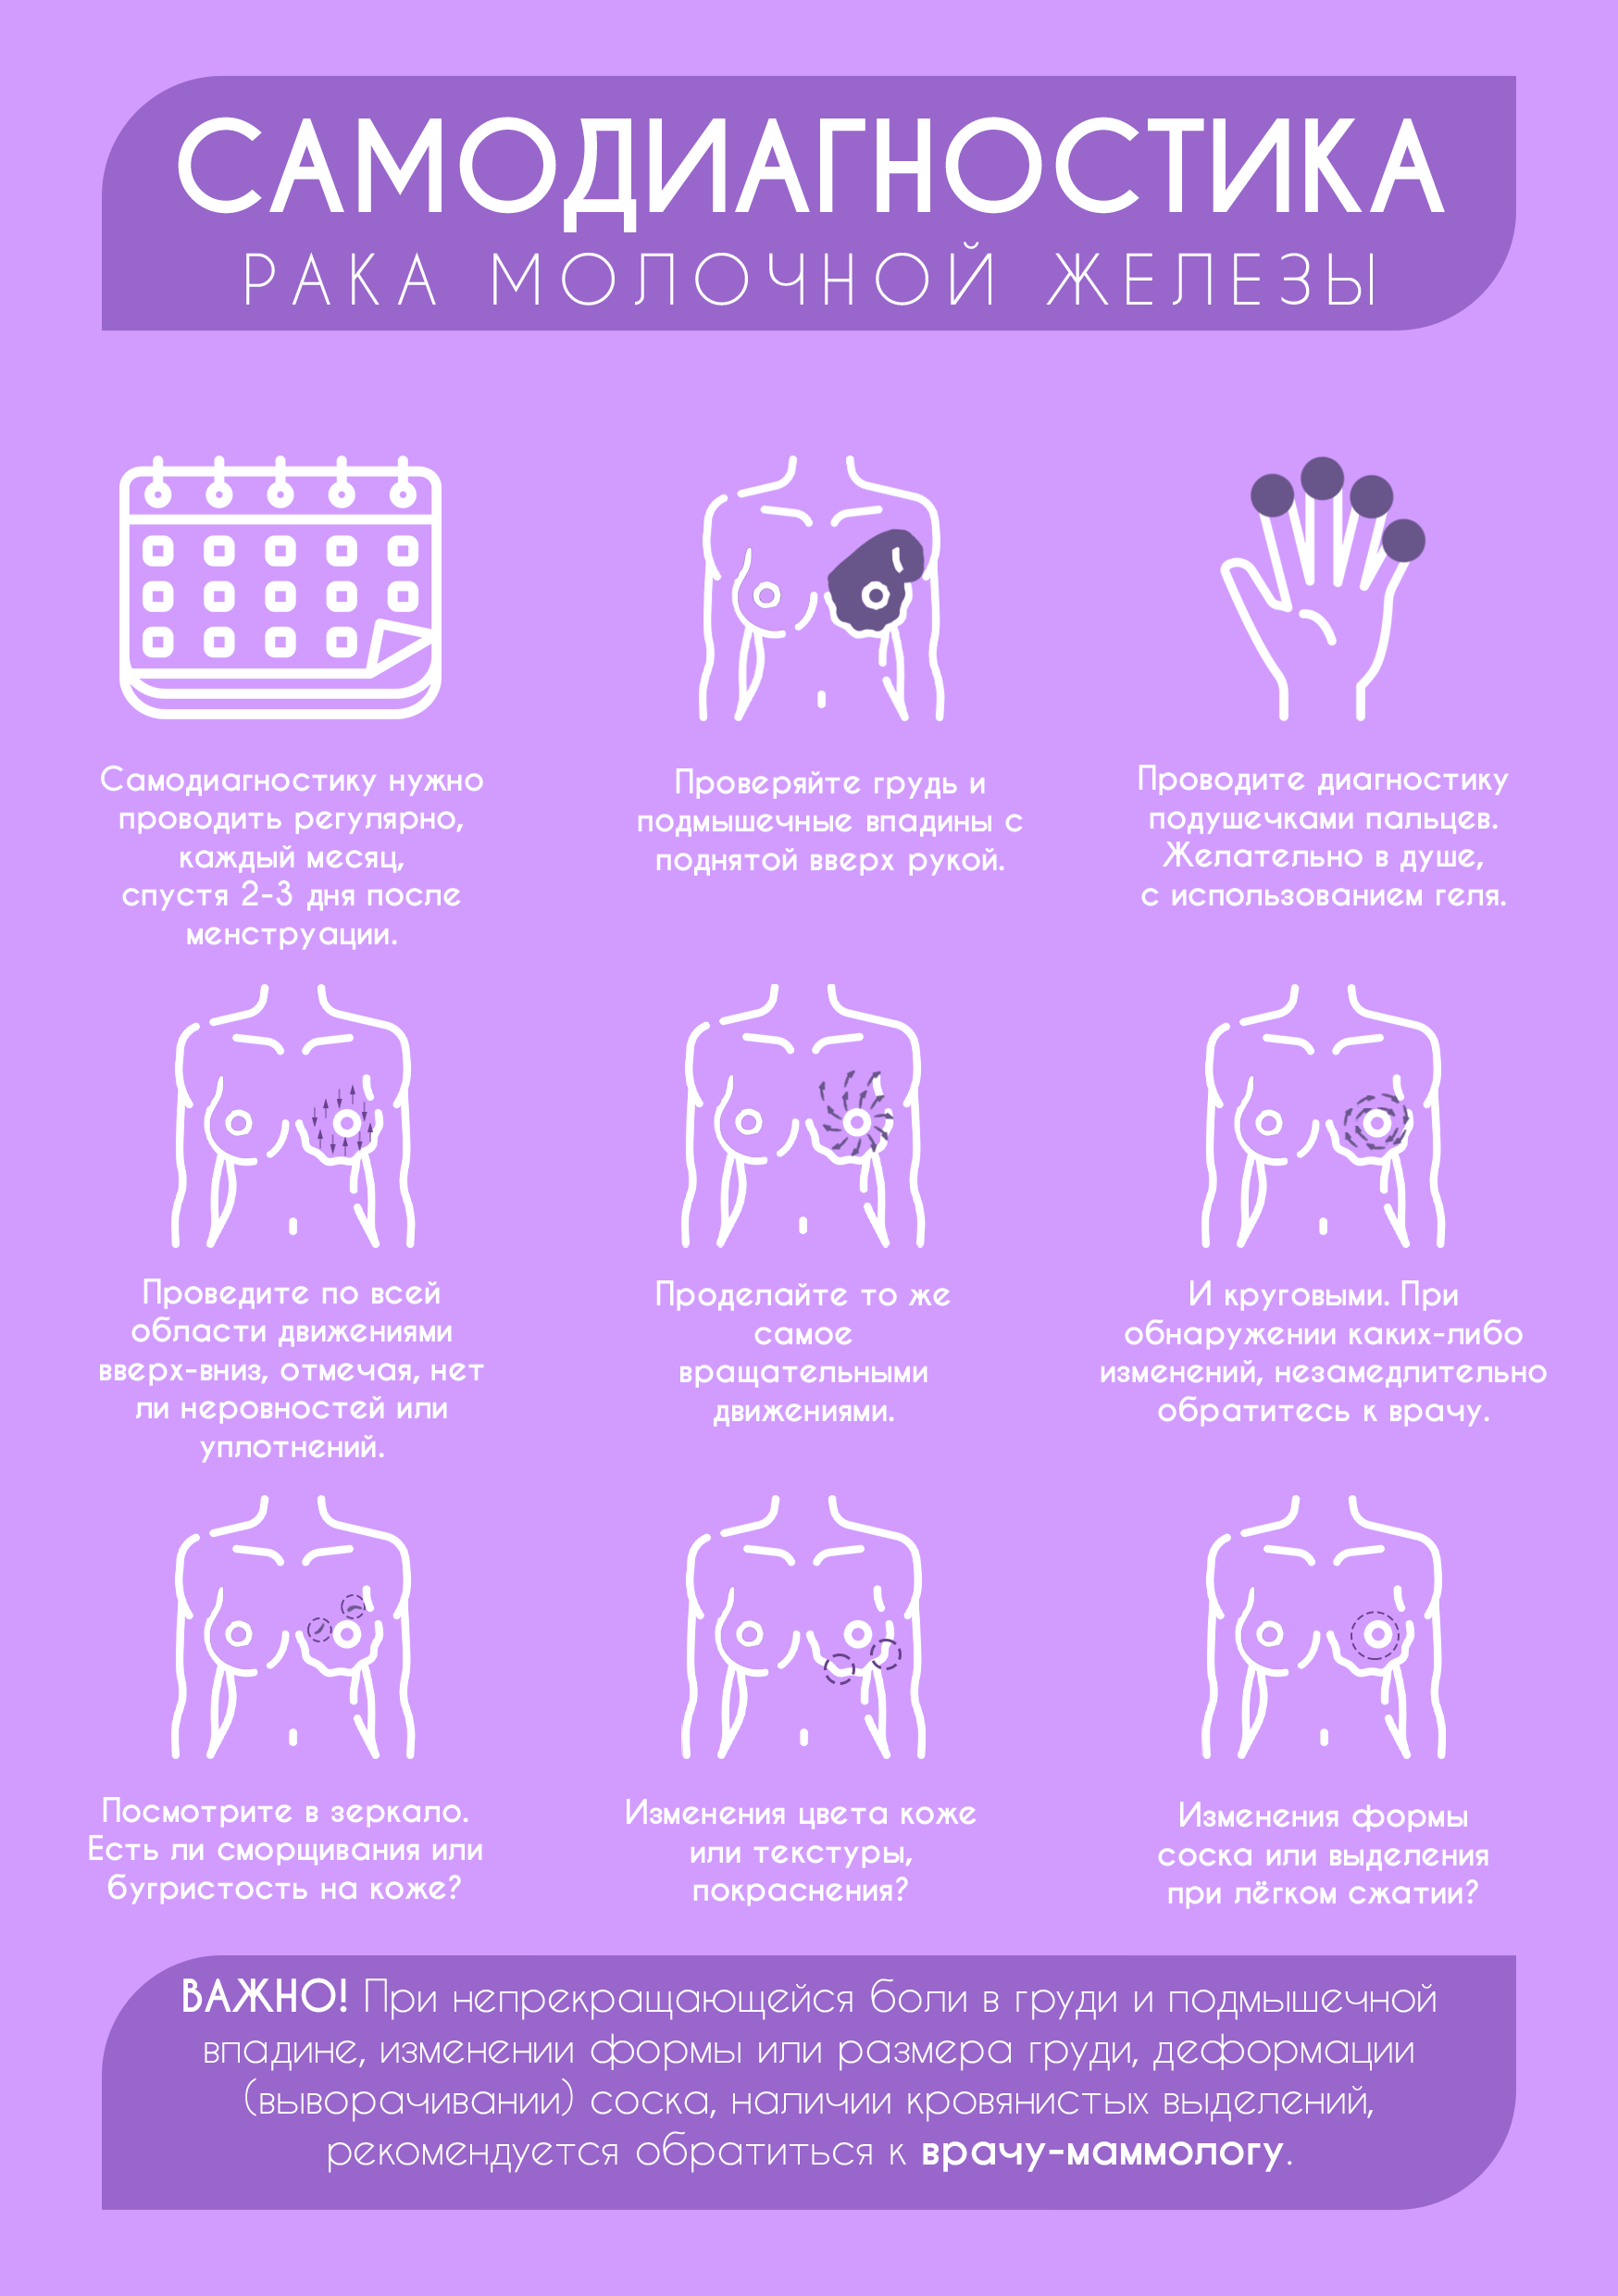 САМОДИАГНОСТИКА
РАКА МОЛОЧНОЙ ЖЕЛЕЗЫ
Самодиагностику нужно
проводить регулярно,
каждый месяц,
спустя 2-3 дня после
менструации.
Проверяйте грудь и
подмышечные впадины с
поднятой вверх рукой.
Проводите диагностику
подушечками пальцев.
Желательно в душе,
с использованием геля.
Проведите по всей
области движениями
вверх-вниз, отмечая, нет
ли неровностей или
уплотнений.
Проделайте то же
самое
вращательными
движениями.
И круговыми. При
обнаружении каких-либо
изменений, незамедлительно
обратитесь к врачу.
Посмотрите в зеркало.
Есть ли сморщивания или
бугристость на коже?
Изменения цвета коже
или текстуры,
покраснения?
Изменения формы
соска или выделения
при лёгком сжатии?
ВАЖНО! При непрекращающейся боли в груди и подмышечной
впадине, изменении формы или размера груди, деформации
(выворачивании) соска, наличии кровянистых выделений,
рекомендуется обратиться к врачу-маммологу.